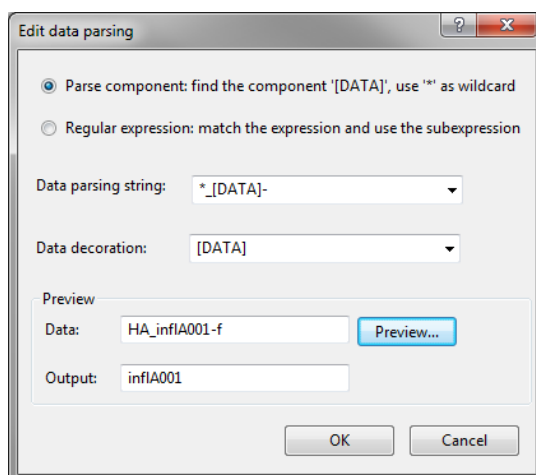 Edit data parsing
Parse component: find the component '[DATA]', use '*' as wildcard
Regular expression: match the expression and use the subexpression
Data parsing string: *_[DATA]-
Data decoration: [DATA]
Preview
Data: HA_inflA001-f Preview...
Output: inflA001
OK Cancel